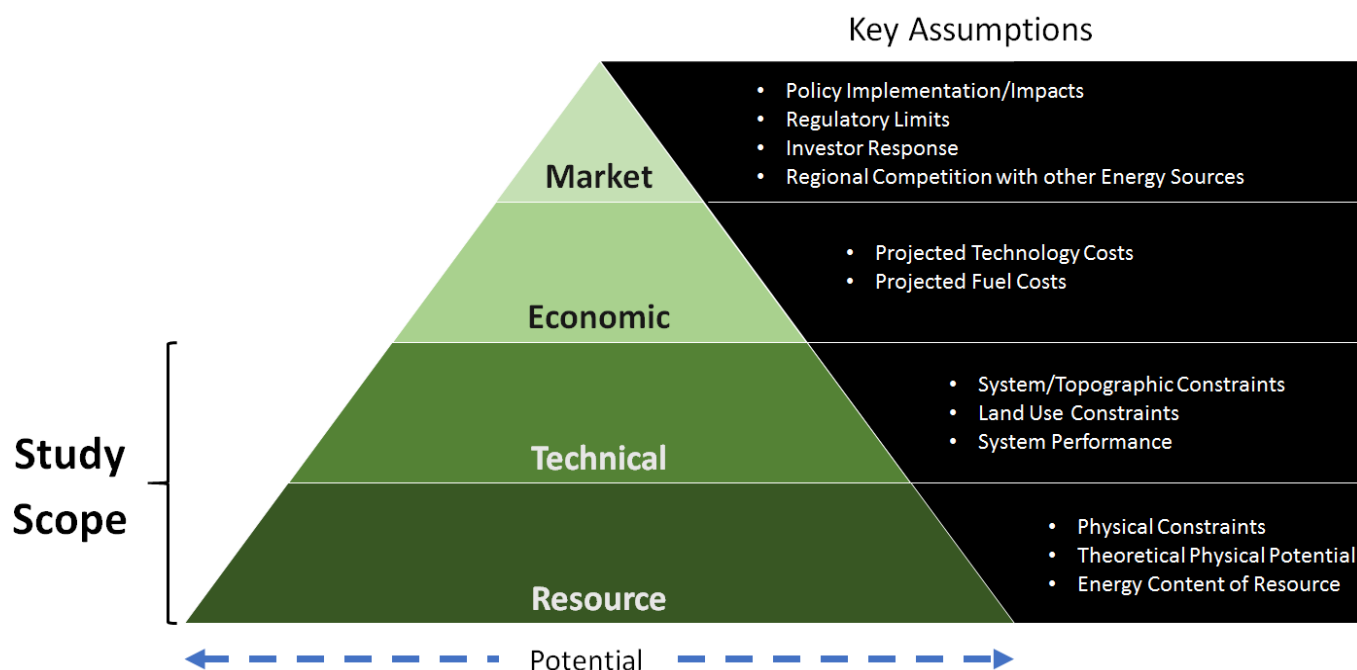 Key Assumptions
• Policy Implementation/Impacts
• Regulatory Limits
• Investor Response
• Regional Competition with other Energy Sources
Market
• Projected Technology Costs
• Projected Fuel Costs
Economic
• System/Topographic Constraints
• Land Use Constraints
• System Performance
Technical
Study
Scope
• Physical Constraints
• Theoretical Physical Potential
• Energy Content of Resource
Resource
Potential